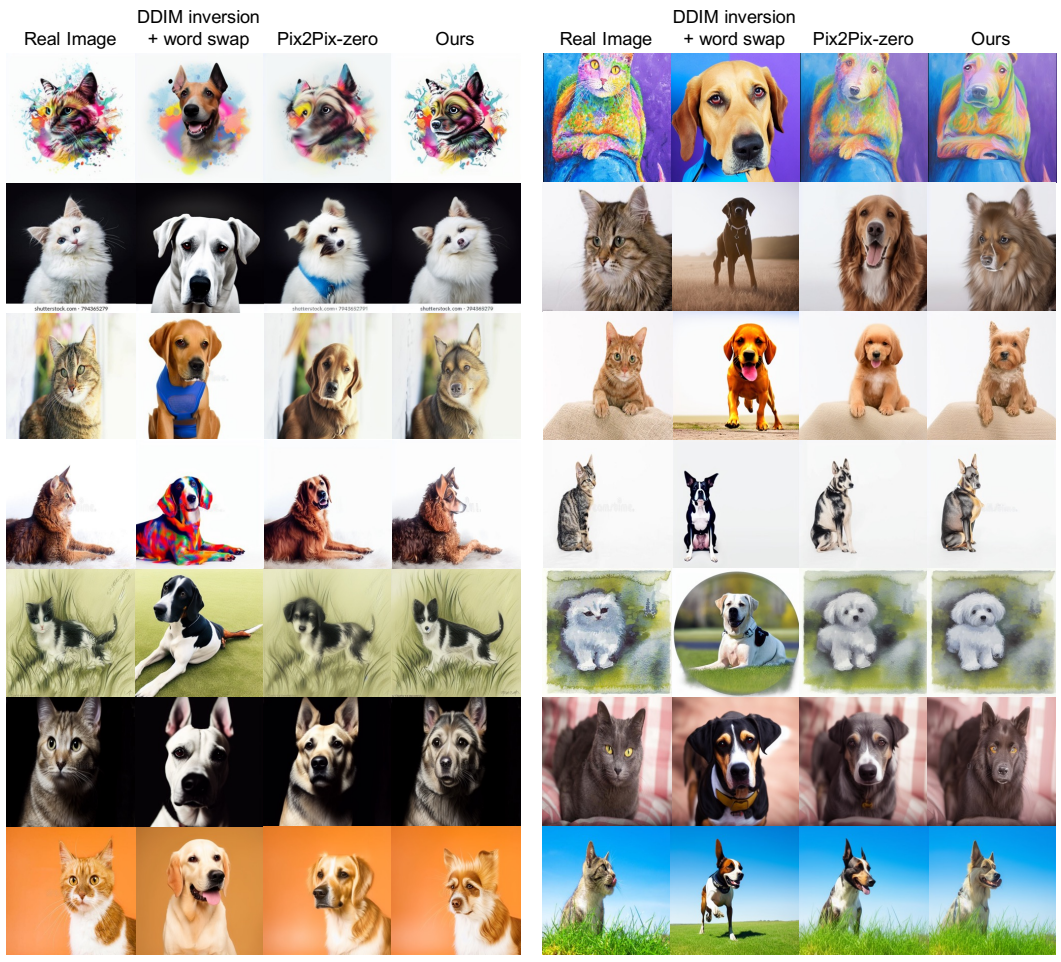 DDIM inversion
Real Image + word swap Pix2Pix-zero Ours
DDIM inversion
Real Image + word swap Pix2Pix-zero Ours
shutterstock.com · 794365279